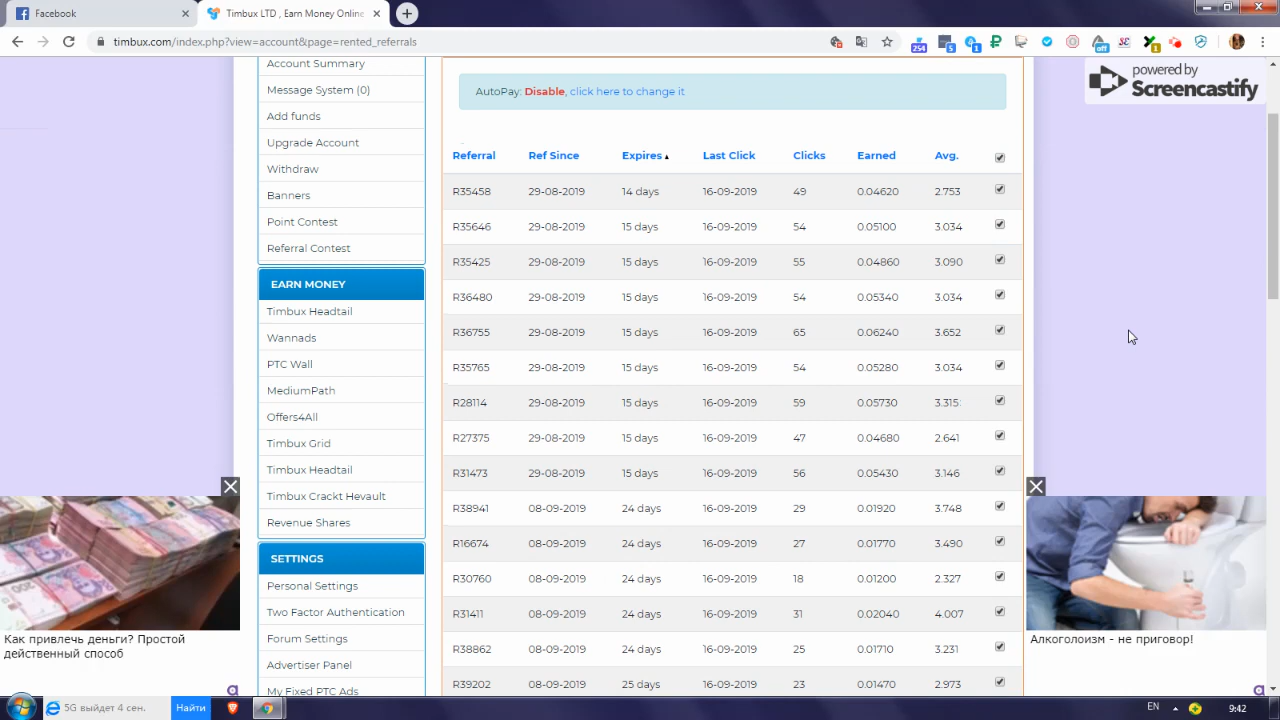 Facebook
Timbux LTD , Earn Money Online
timbux.com/index.php?view=account&page=rented_referrals
254
5
1
off
1
powered by
Screencastify
Account Summary
Message System (0)
Add funds
Upgrade Account
Withdraw
Banners
Point Contest
Referral Contest
EARN MONEY
Timbux Headtail
Wannads
PTC Wall
MediumPath
Offers4All
Timbux Grid
Timbux Headtail
Timbux Crackt Hevault
Revenue Shares
SETTINGS
Personal Settings
Two Factor Authentication
Forum Settings
Advertiser Panel
My Fixed PTC Ads
AutoPay: Disable, click here to change it
Referral Ref Since Expires Last Click Clicks Earned Avg.
R35458 29-08-2019 14 days 16-09-2019 49 0.04620 2.753
R35646 29-08-2019 15 days 16-09-2019 54 0.05100 3.034
R35425 29-08-2019 15 days 16-09-2019 55 0.04860 3.090
R36480 29-08-2019 15 days 16-09-2019 54 0.05340 3.034
R36755 29-08-2019 15 days 16-09-2019 65 0.06240 3.652
R35765 29-08-2019 15 days 16-09-2019 54 0.05280 3.034
R28114 29-08-2019 15 days 16-09-2019 59 0.05730 3.315
R27375 29-08-2019 15 days 16-09-2019 47 0.04680 2.641
R31473 29-08-2019 15 days 16-09-2019 56 0.05430 3.146
R38941 08-09-2019 24 days 16-09-2019 29 0.01920 3.748
R16674 08-09-2019 24 days 16-09-2019 27 0.01770 3.490
R30760 08-09-2019 24 days 16-09-2019 18 0.01200 2.327
R31411 08-09-2019 24 days 16-09-2019 31 0.02040 4.007
R38862 08-09-2019 24 days 16-09-2019 25 0.01710 3.231
R39202 08-09-2019 25 days 16-09-2019 23 0.01470 2.973
Как привлечь деньги? Простой
действенный способ
Алкоголоизм - не приговор!
5G выйдет 4 сен.
Найти
EN
9:42